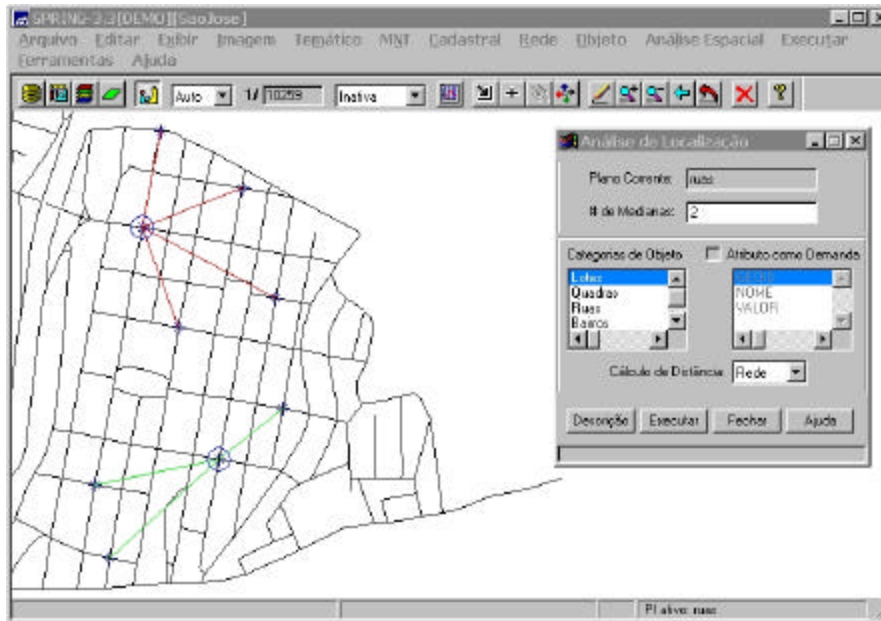 SPRING-3.3[DEMO][SaoJose]
Arquivo Editar Exibir Imagem Temático MNT Cadastral Rede Objeto Análise Espacial Executar
Ferramentas Ajuda
Auto 1/ 10259 Inativa
Análise de Localização
Plano Corrente: ruas
# de Medianas: 2
Categorias de Objeto Atributo como Demanda
Lotes
Quadras NOME
Ruas VALOR
Bairros
Cálculo de Distância: Rede
Descrição Executar Fechar Ajuda
PI ativo: ruas